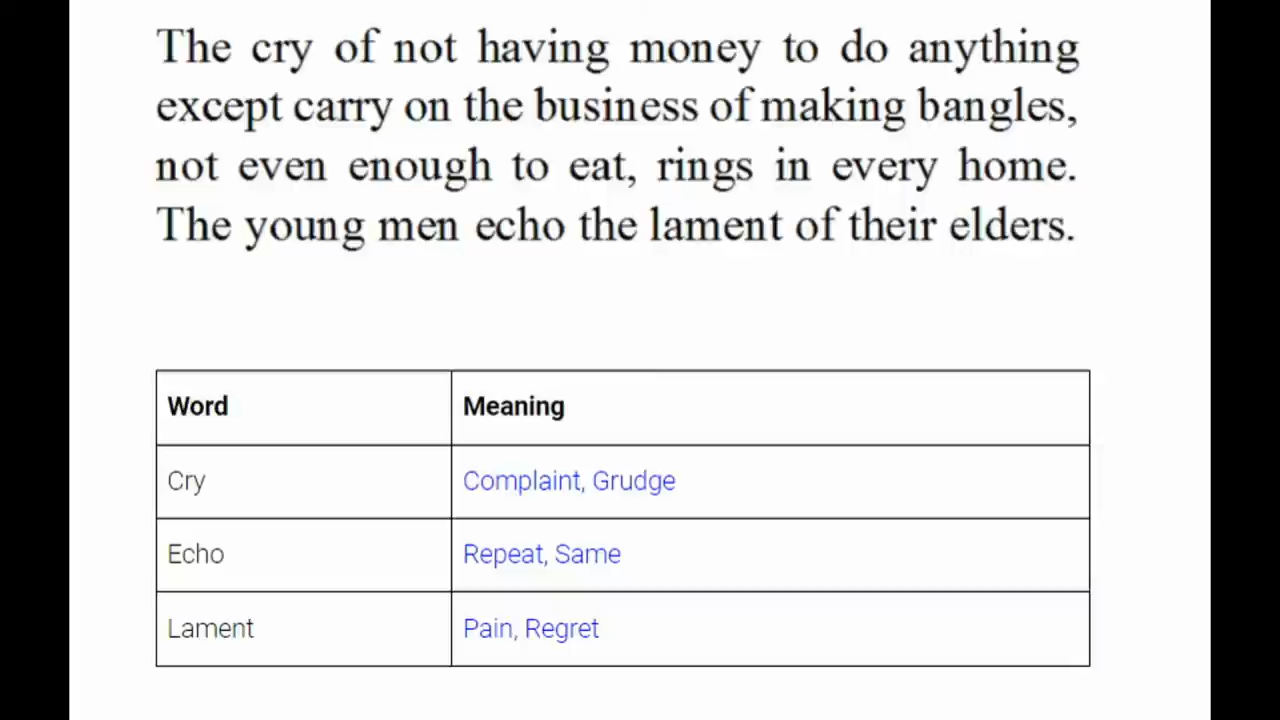 The cry of not having money to do anything
except carry on the business of making bangles,
not even enough to eat, rings in every home.
The young men echo the lament of their elders.
Word Meaning
Cry Complaint, Grudge
Echo Repeat, Same
Lament Pain, Regret